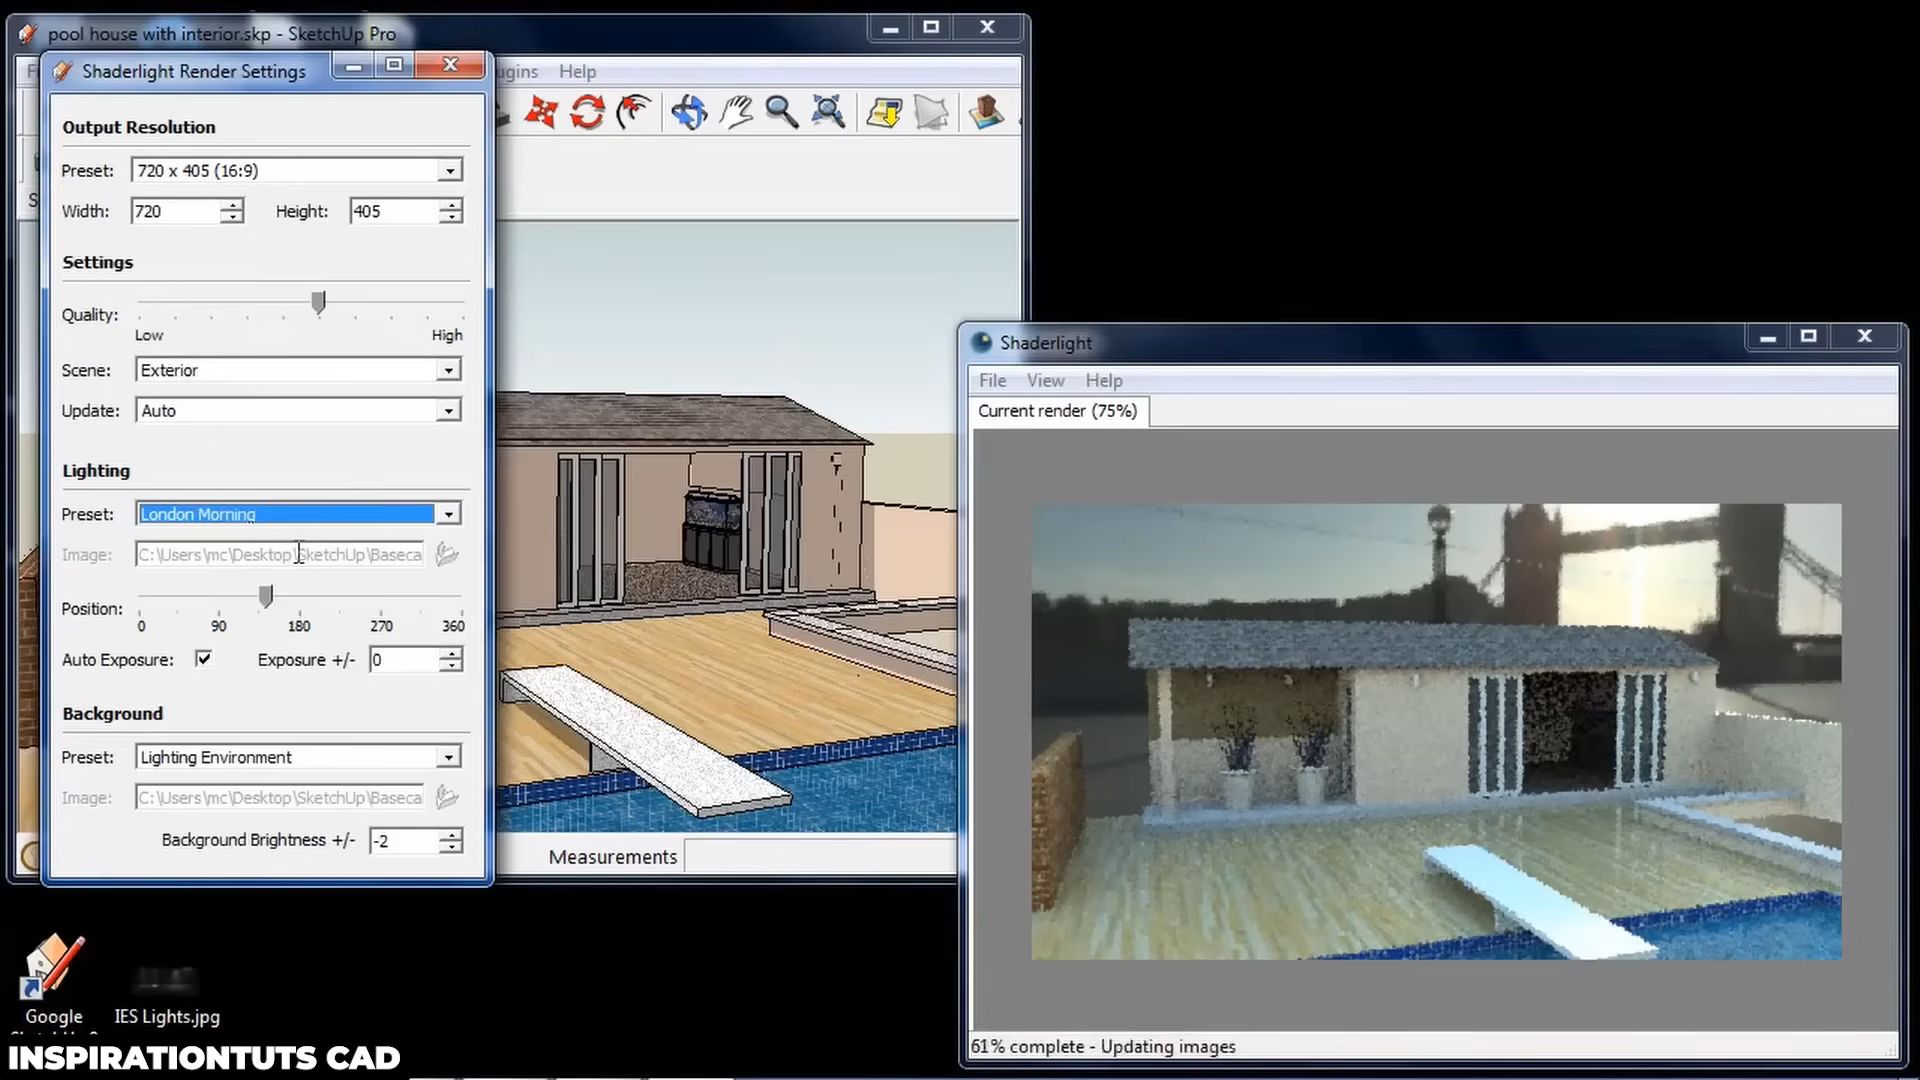 pool house with interior.skp - SketchUp Pro
Shaderlight Render Settings
Help
Output Resolution
Preset: 720 x 405 (16:9)
Width: 720 Height: 405
Settings
Quality:
Low High
Scene: Exterior
Update: Auto
Lighting
Preset: London Morning
Image: C:\Users\mc\Desktop\SketchUp\Baseca
Position:
0 90 180 270 360
Auto Exposure: Exposure +/- 0
Background
Preset: Lighting Environment
Image: C:\Users\mc\Desktop\SketchUp\Baseca
Background Brightness +/- -2
Measurements
Shaderlight
File View Help
Current render (75%)
61% complete - Updating images
Google
IES Lights.jpg
INSPIRATIONTUTS CAD